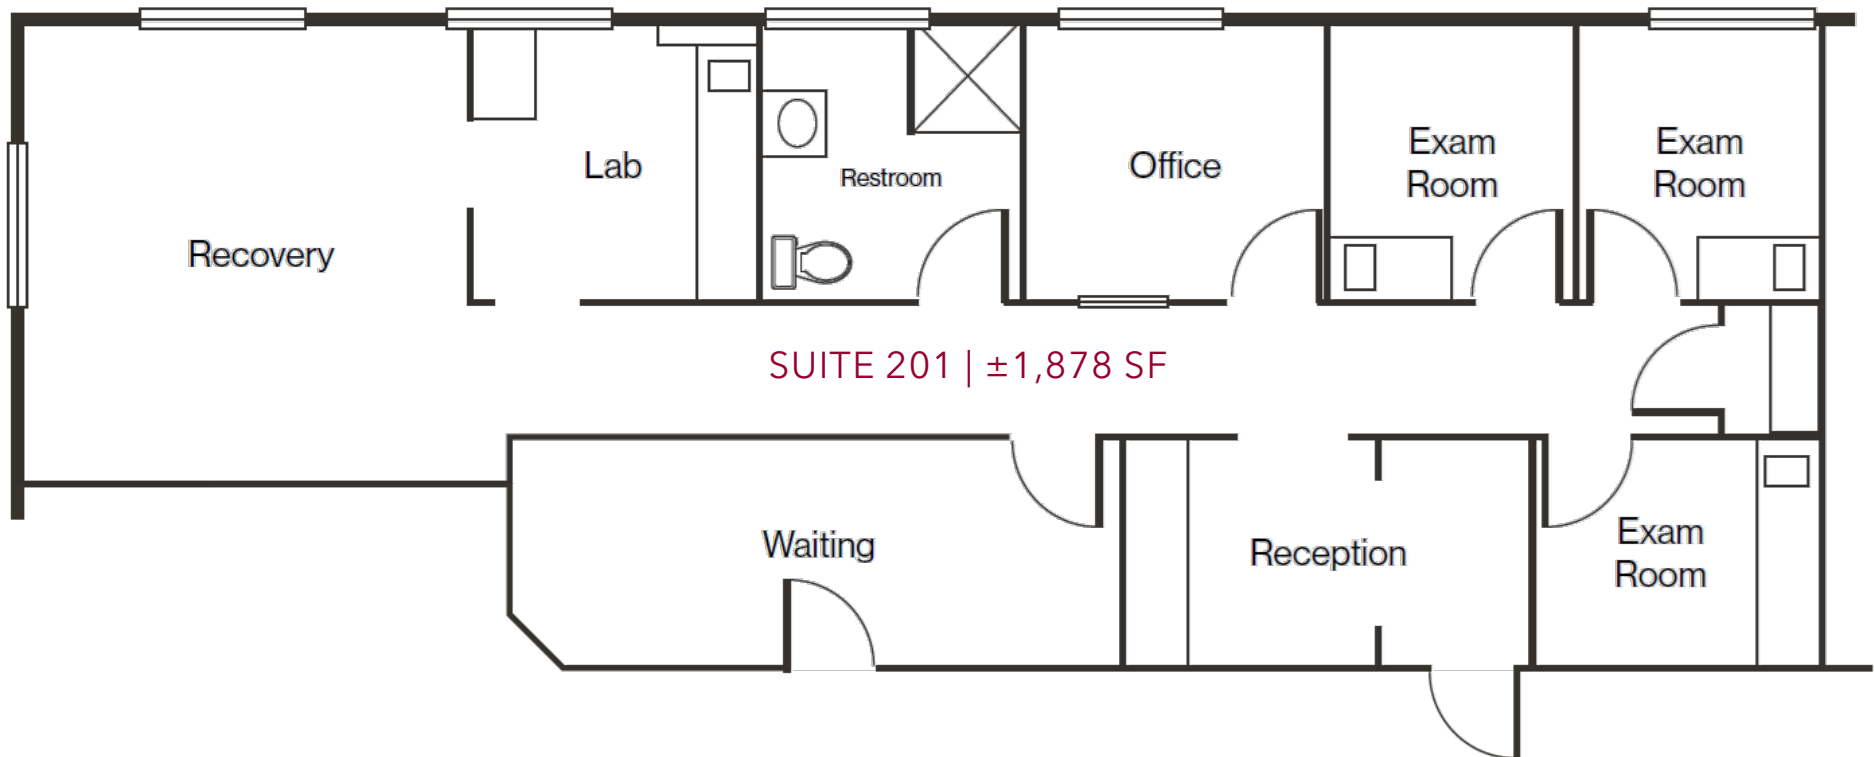 Exam
Room
Exam
Room
Lab
Office
Restroom
Recovery
SUITE 201 | ±1,878 SF
Waiting
Reception
Exam
Room